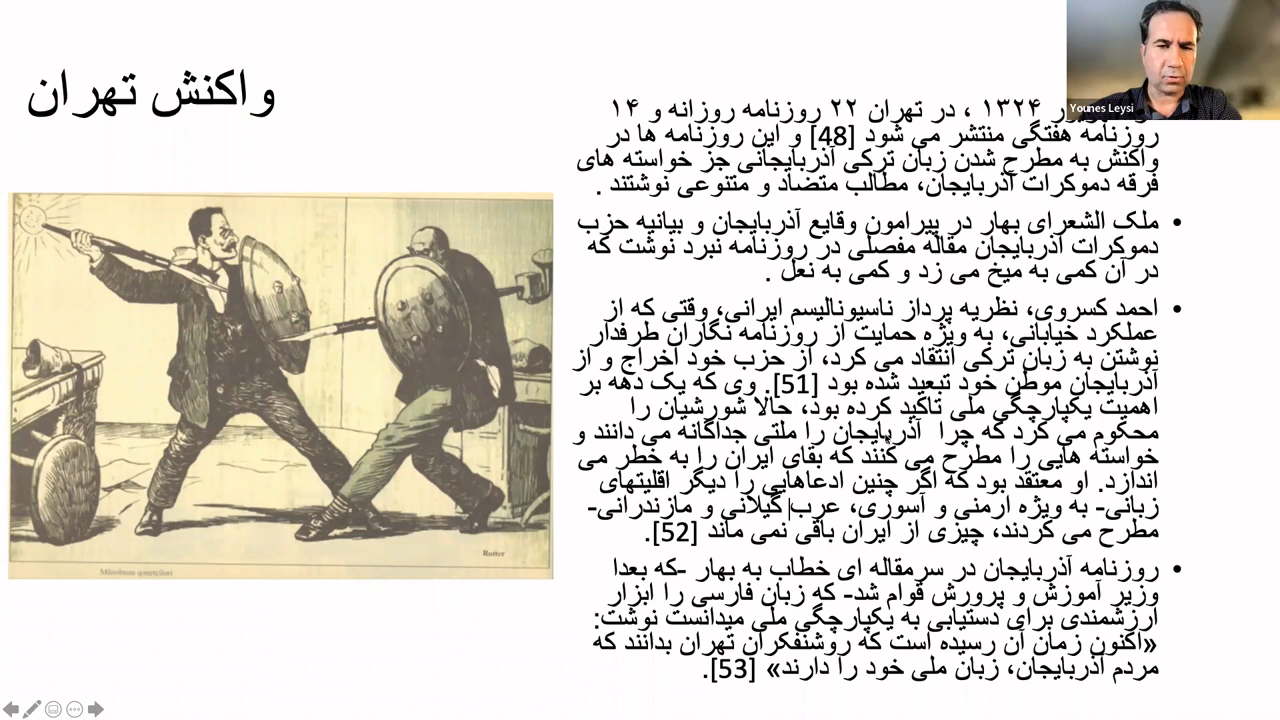 واکنش تهران
Younes Leysi
۱۳۲۴ ، در تهران ۲۲ روزنامه روزانه و ۱۴
روزنامه هفتگی منتشر می شود [48] و این روزنامه ها در
واکنش به مطرح شدن زبان ترکی آذربایجانی جز خواسته های
فرقه دموکرات آذربایجان، مطالب متضاد و متنوعی نوشتند .
• ملک الشعرای بهار در پیرامون وقایع آذربایجان و بیانیه حزب
دموکرات آذربایجان مقاله مفصلی در روزنامه نبرد نوشت که
در آن کمی به میخ می زد و کمی به نعل .
• احمد کسروی، نظریه پرداز ناسیونالیسم ایرانی، وقتی که از
عملکرد خیابانی، به ویژه حمایت از روزنامه نگاران طرفدار
نوشتن به زبان ترکی انتقاد می کرد، از حزب خود اخراج و از
آذربایجان موطن خود تبعید شده بود [51]. وی که یک دهه بر
اهمیت یکپارچگی ملی تاکید کرده بود، حالا شورشیان را
محکوم می کرد که چرا آذربایجان را ملتی جداگانه می دانند و
خواسته هایی را مطرح می کنند که بقای ایران را به خطر می
اندازد. او معتقد بود که اگر چنین ادعاهایی را دیگر اقلیتهای
زبانی- به ویژه ارمنی و آسوری، عرب گیلانی و مازندرانی-
مطرح می کردند، چیزی از ایران باقی نمی ماند [52].
• روزنامه آذربایجان در سرمقاله ای خطاب به بهار -که بعدا
وزیر آموزش و پرورش قوام شد- که زبان فارسی را ابزار
ارزشمندی برای دستیابی به یکپارچگی ملی میدانست نوشت:
«اکنون زمان آن رسیده است که روشنفکران تهران بدانند که
مردم آذربایجان، زبان ملی خود را دارند» [53].
Rotter